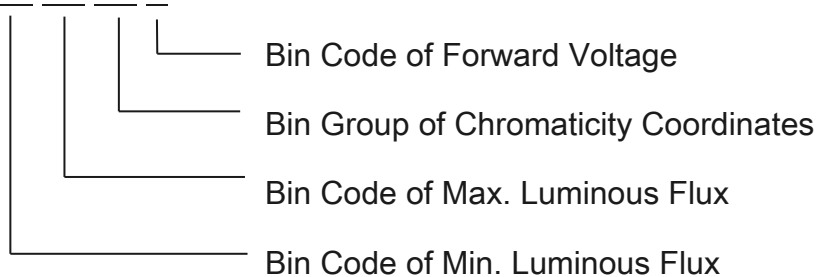 Bin Code of Forward Voltage
Bin Group of Chromaticity Coordinates
Bin Code of Max. Luminous Flux
Bin Code of Min. Luminous Flux